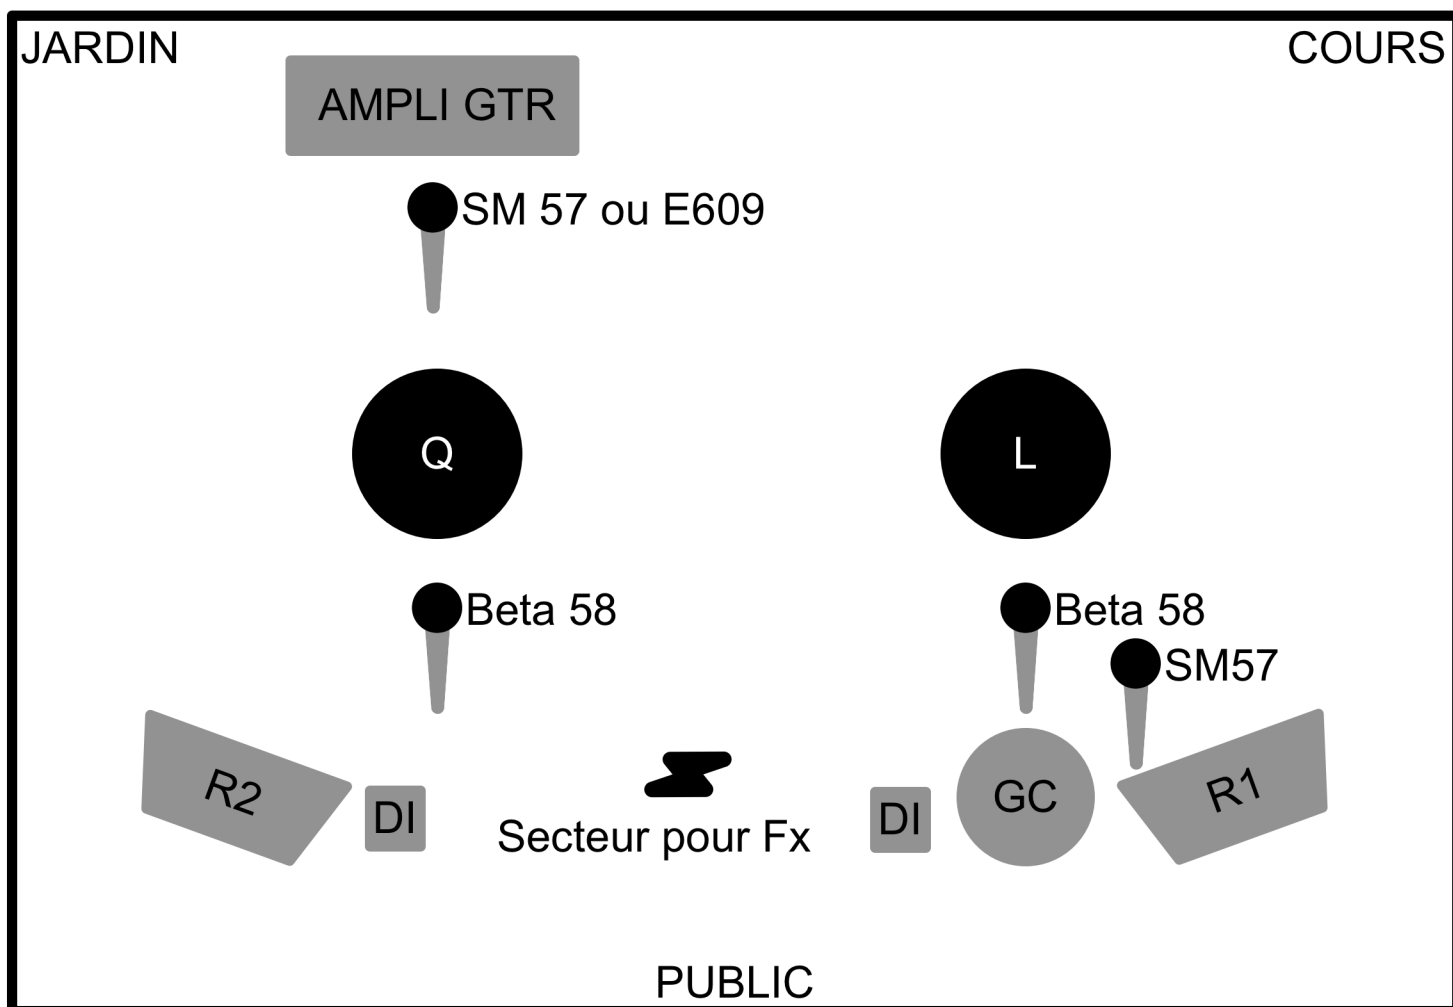 JARDIN
COURS
AMPLI GTR
SM 57 ou E609
Q
L
Beta 58
Beta 58
SM57
R2
DI
Secteur pour Fx
DI
GC
R1
PUBLIC